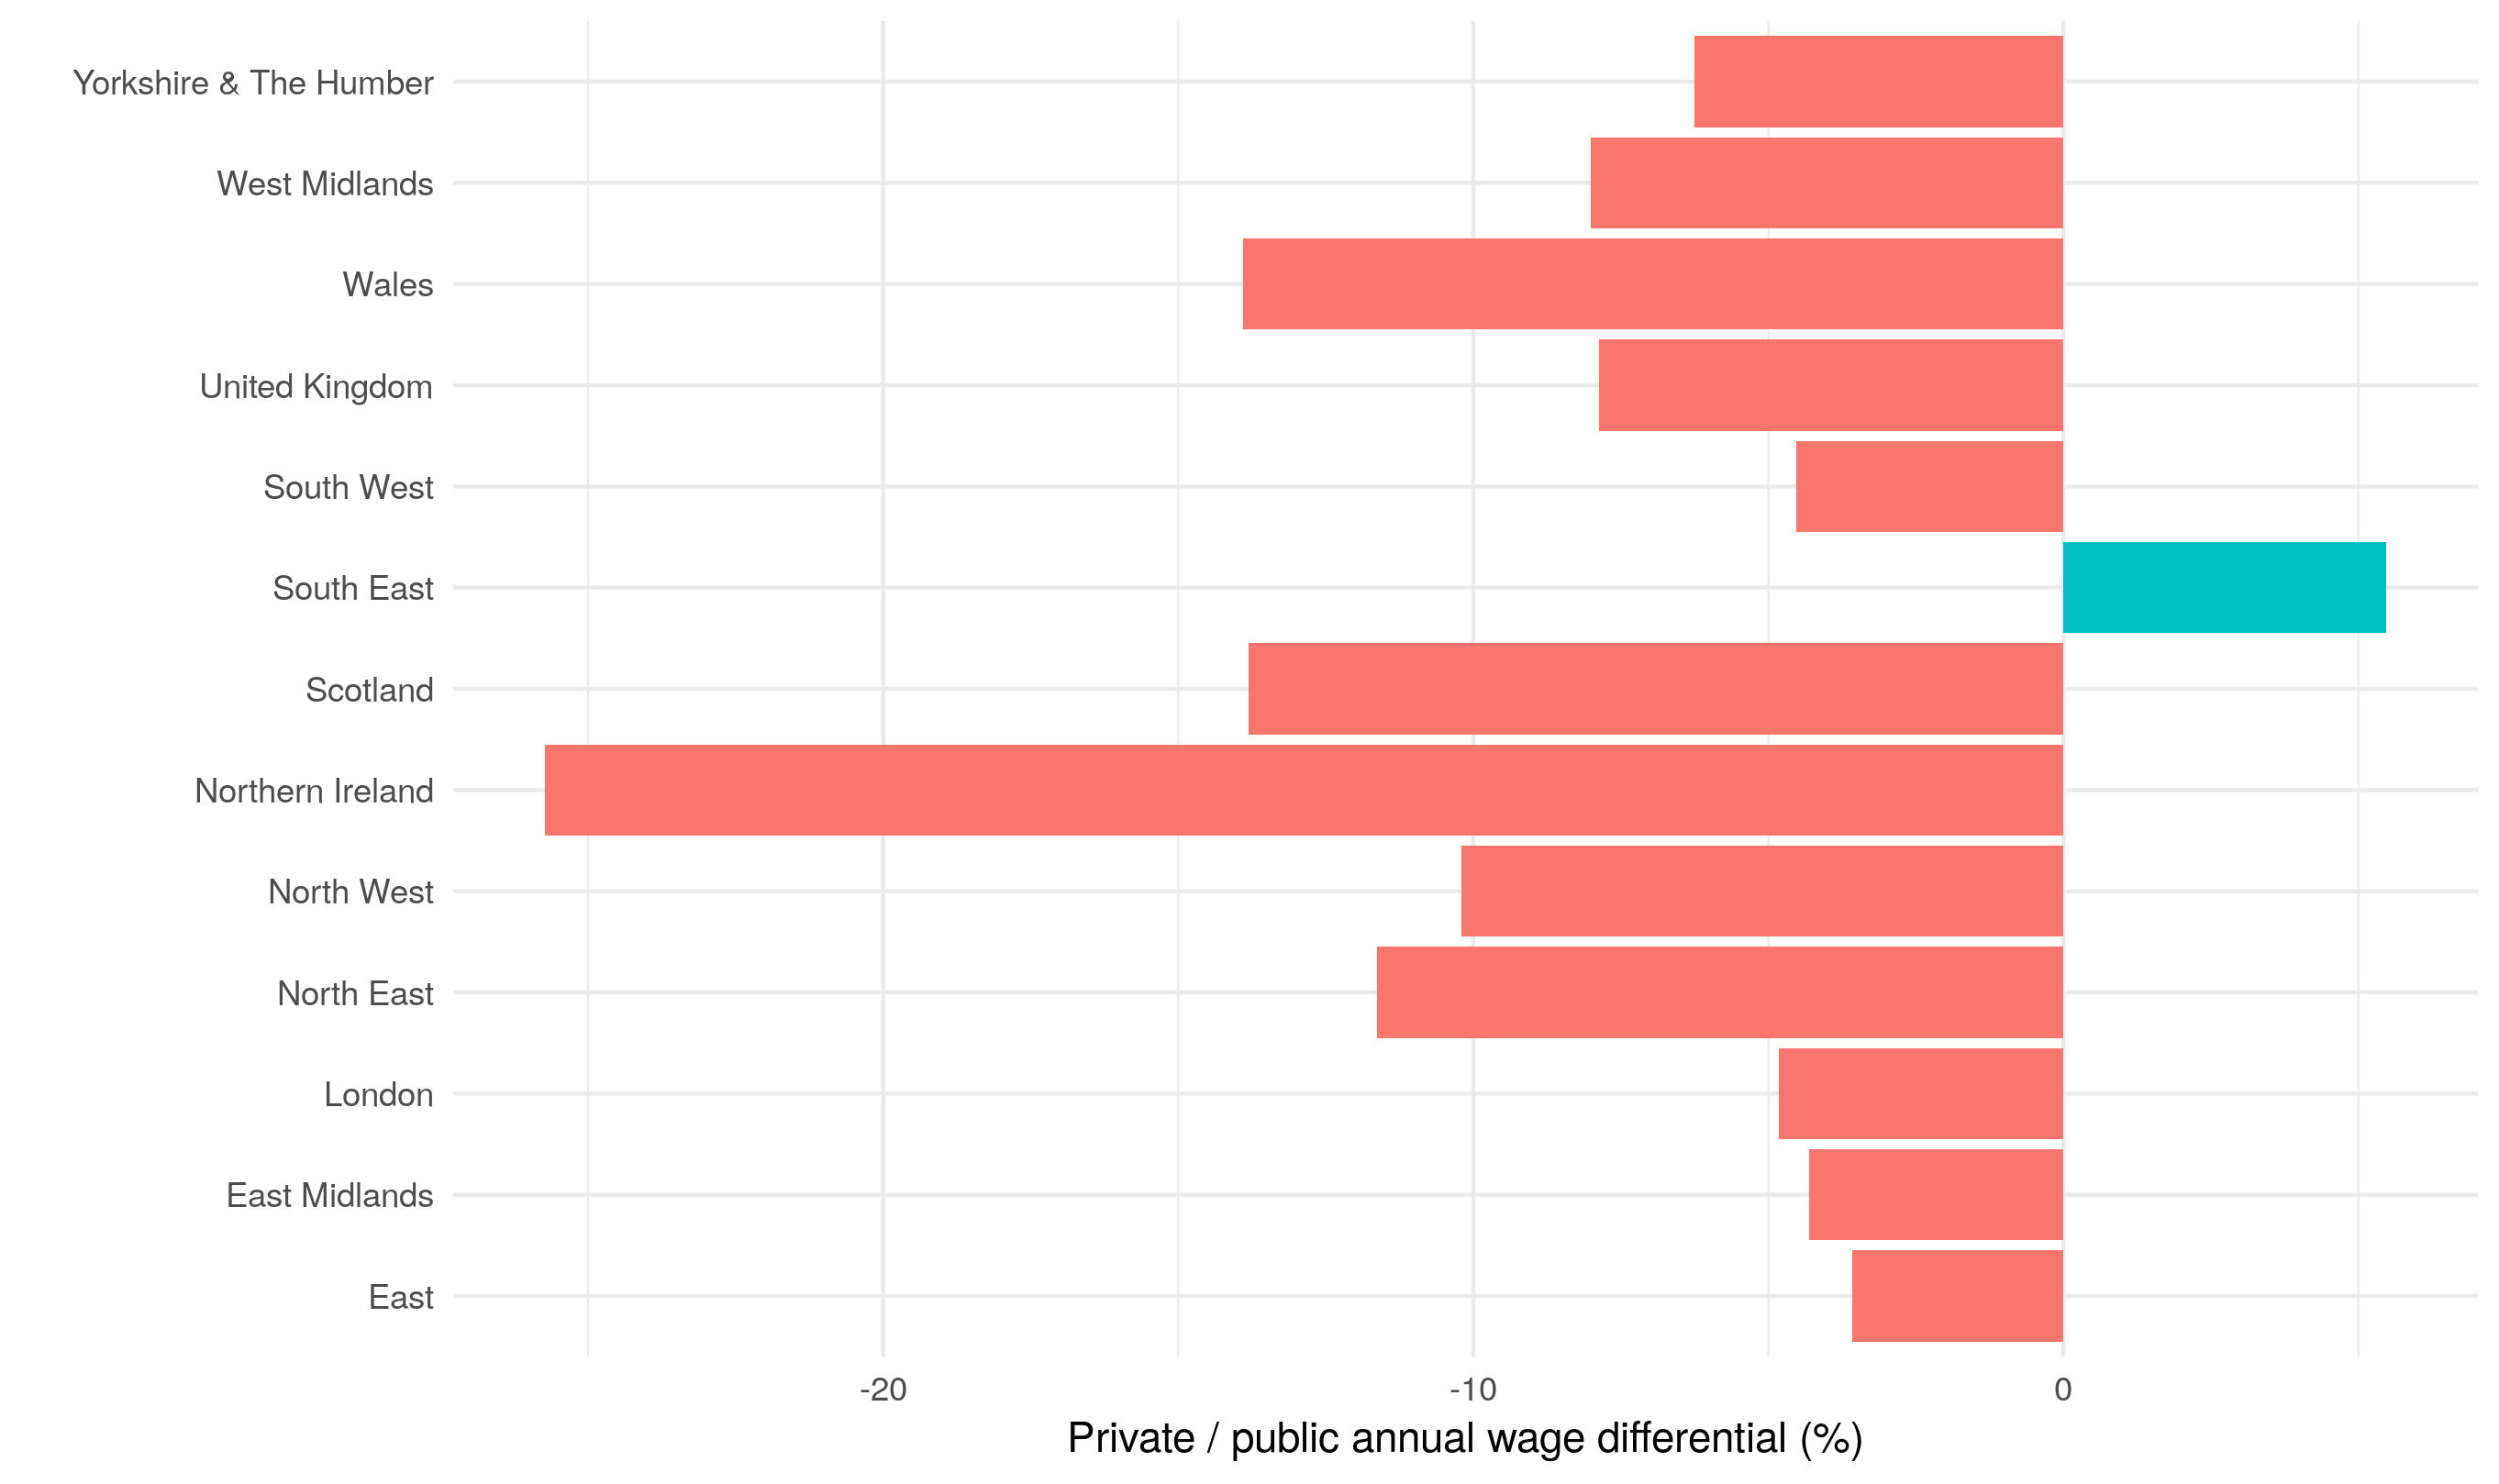 Yorkshire & The Humber
West Midlands
Wales
United Kingdom
South West
South East
Scotland
Northern Ireland
North West
North East
London
East Midlands
East
-20 -10 0
Private / public annual wage differential (%)